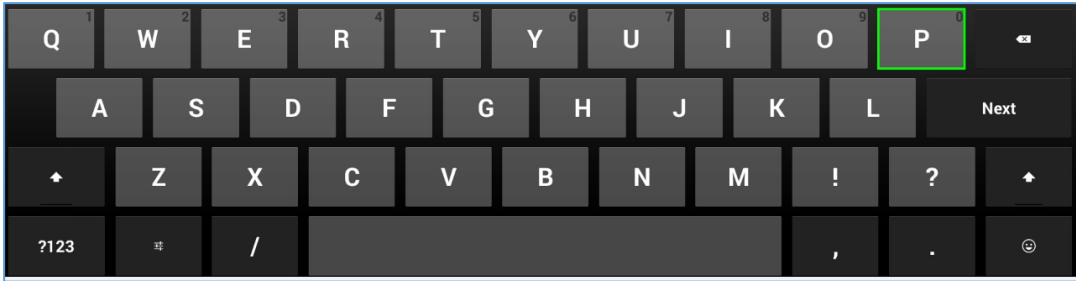 1 2 3 4 5 6 7 8 9 0
Q W E R T Y U I O P
A S D F G H J K L Next
Z X C V B N M ! ?
?123 / , .